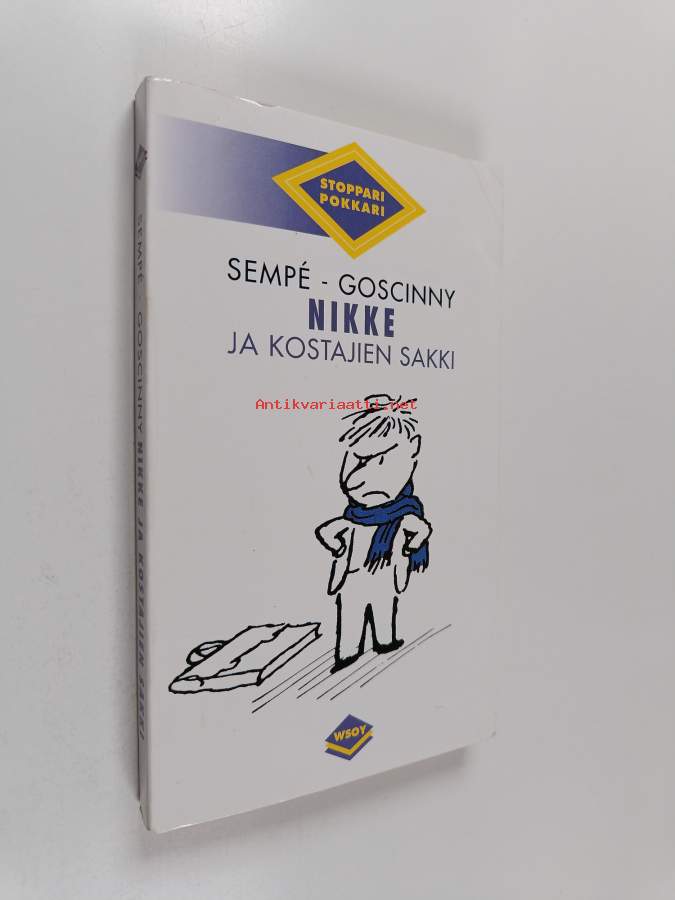 STOPPARI
POKKARI
SEMPÉ - GOSCINNY
NIKKE
JA KOSTAJIEN SAKKI
Antikvariaatti.net
WSOY
SEMPÉ - GOSCINNY NIKKE JA KOSTAJIEN SAKKI